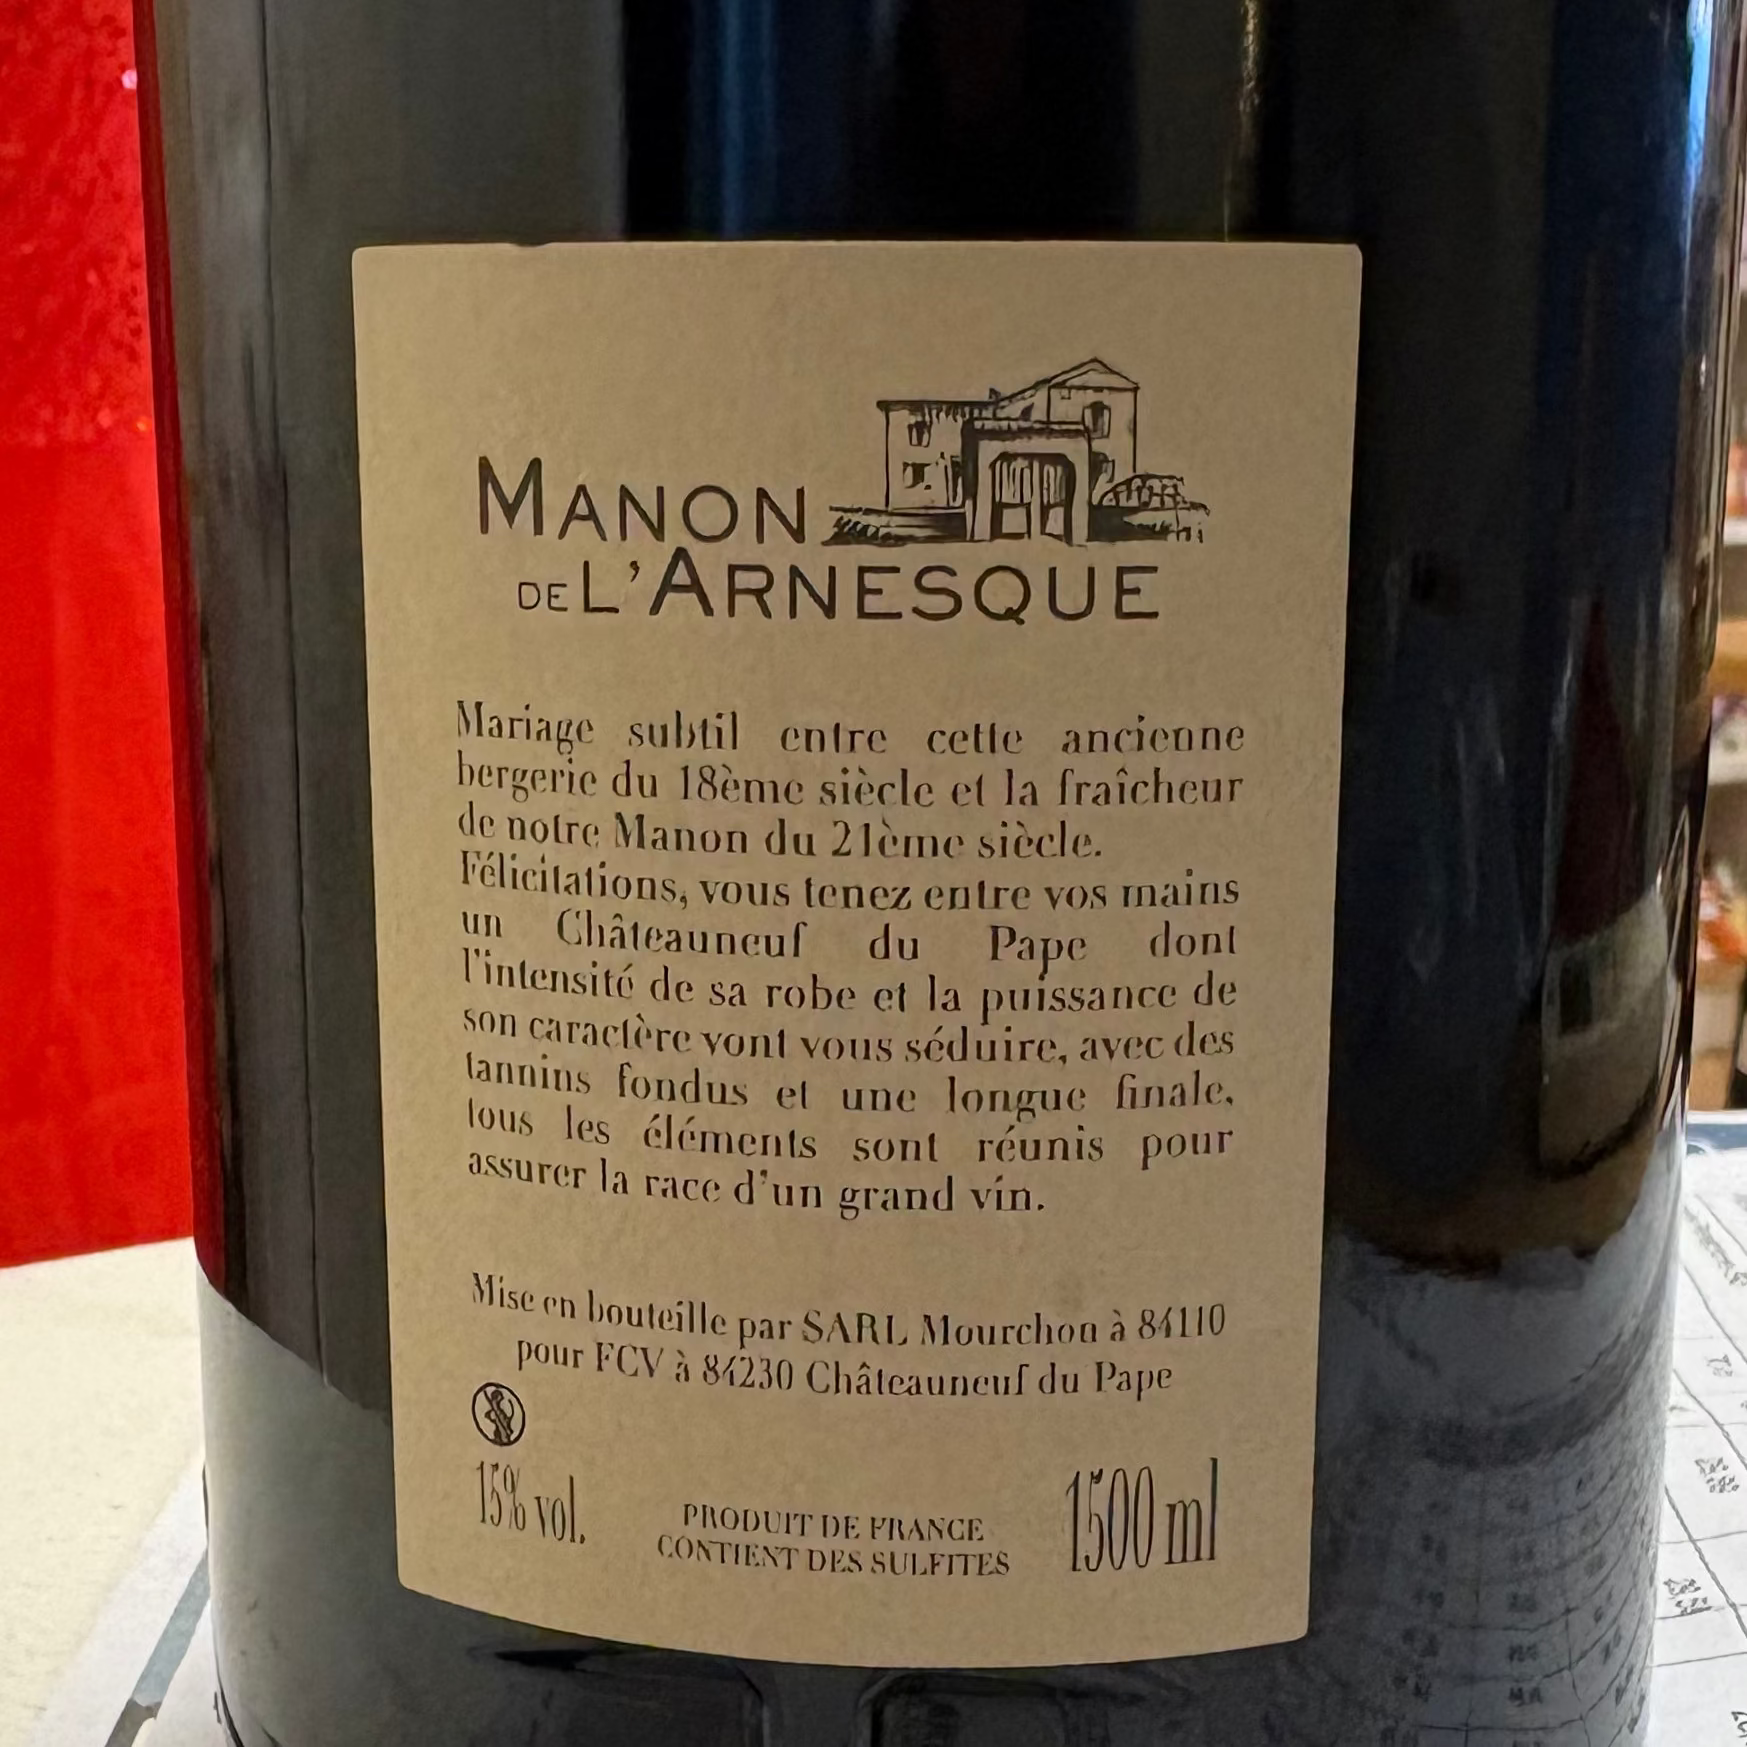 MANON
DE L'ARNESQUE
Mariage subtil entre cette ancienne
bergerie du 18ème siècle et la fraîcheur
de notre Manon du 21ème siècle.
Félicitations, vous tenez entre vos mains
un Châteauneuf du Pape dont
l'intensité de sa robe et la puissance de
son caractère vont vous séduire, avec des
tannins fondus et une longue finale,
tous les éléments sont réunis pour
assurer la race d'un grand vin.
Mise en bouteille par SARL Mourchon à 84110
pour FCV à 84230 Châteauneuf du Pape
15% vol.
PRODUIT DE FRANCE
CONTIENT DES SULFITES
1500 ml